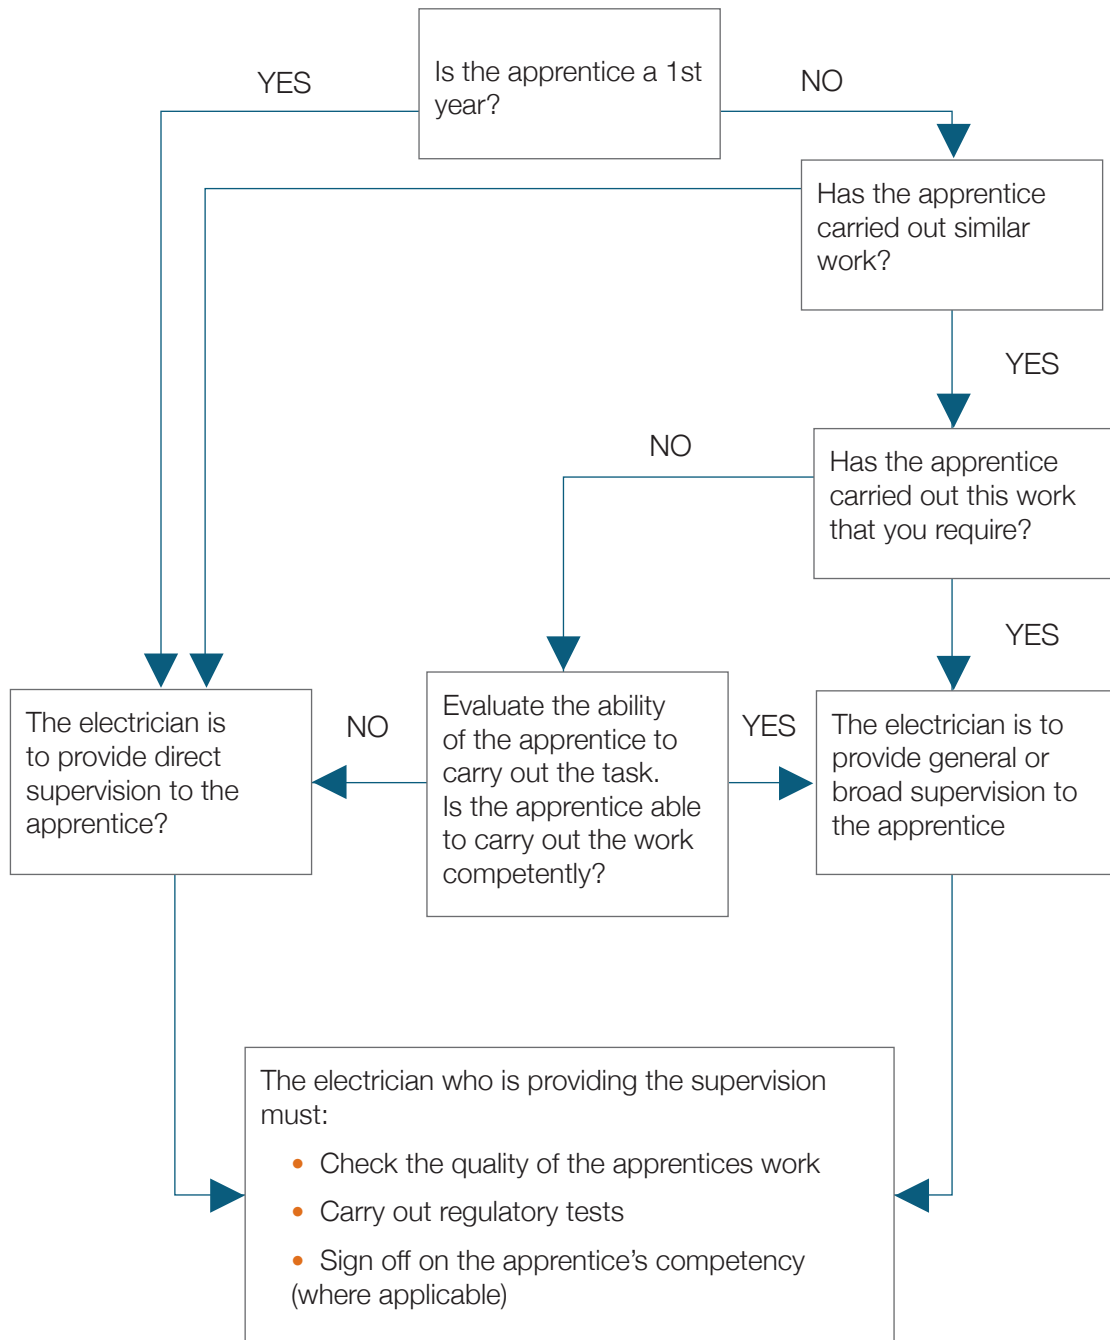 Is the apprentice a 1st
year?
YES
NO
Has the apprentice
carried out similar
work?
YES
Has the apprentice
carried out this work
that you require?
NO
YES
The electrician is
to provide direct
supervision to the
apprentice?
NO
Evaluate the ability
of the apprentice to
carry out the task.
Is the apprentice able
to carry out the work
competently?
YES
The electrician is to
provide general or
broad supervision to
the apprentice
The electrician who is providing the supervision
must:
• Check the quality of the apprentices work
• Carry out regulatory tests
• Sign off on the apprentice’s competency
(where applicable)